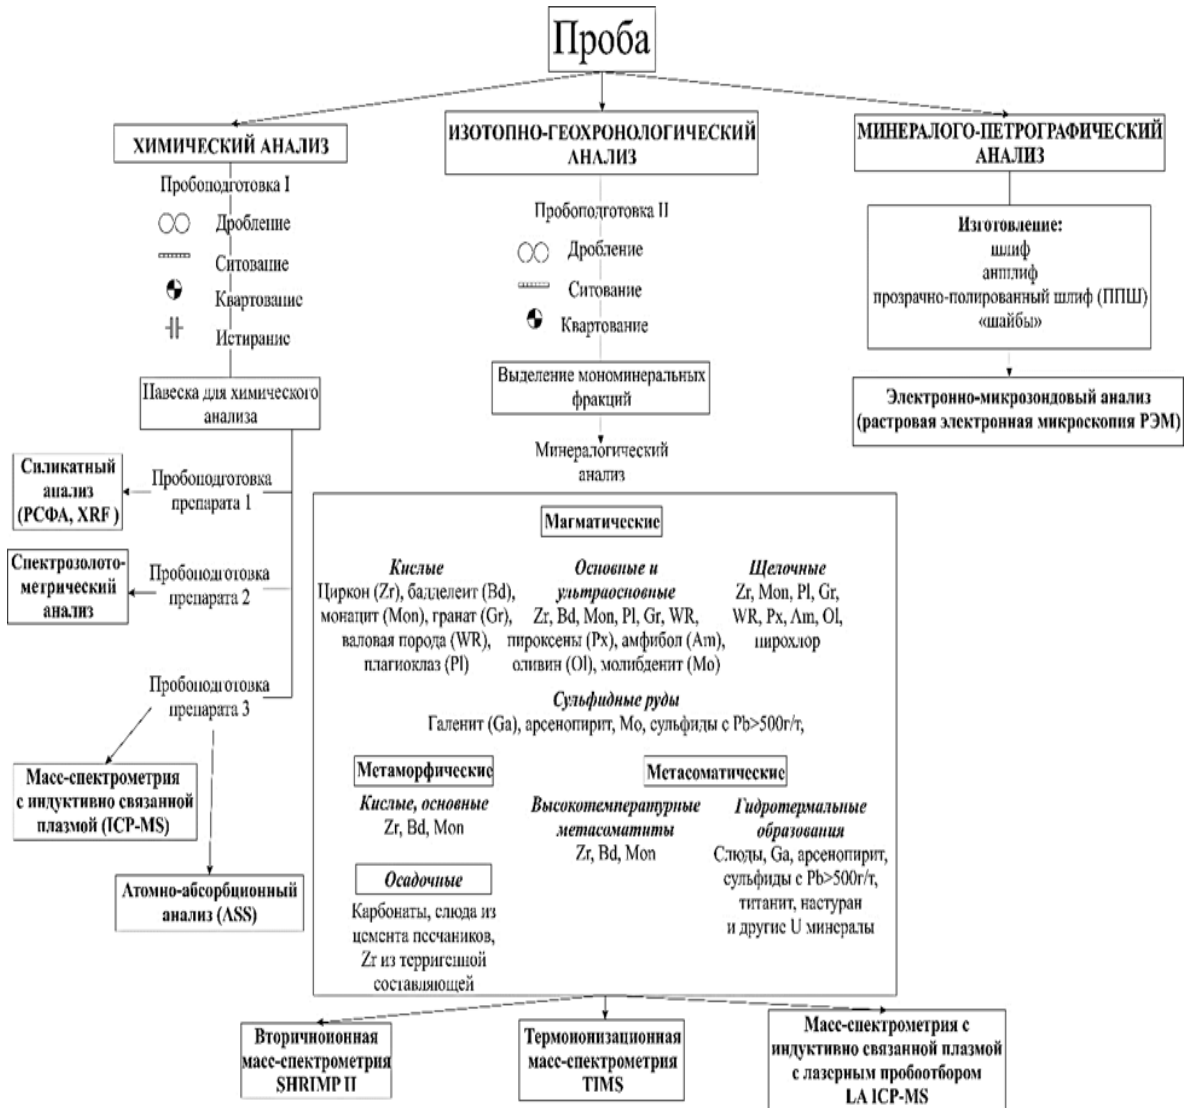 Проба
ХИМИЧЕСКИЙ АНАЛИЗ
Пробоподготовка I
Дробление
Ситование
Квартование
Истирание
Навеска для химического
анализа
Силикатный
анализ
(РСФА, XRF )
Пробоподготовка
препарата 1
Спектрозолото-
метрический
анализ
Пробоподготовка
препарата 2
Пробоподготовка
препарата 3
Масс-спектрометрия
с индуктивно связанной
плазмой (ICP-MS)
Атомно-абсорбционный
анализ (ASS)
ИЗОТОПНО-ГЕОХРОНОЛОГИЧЕСКИЙ
АНАЛИЗ
Пробоподготовка II
Дробление
Ситование
Квартование
Выделение мономинеральных
фракций
Минералогический
анализ
Магматические
Кислые
Циркон (Zr), бадделеит (Bd),
монацит (Mon), гранат (Gr),
валовая порода (WR),
плагиоклаз (Pl)
Основные и
ультраосновные
Zr, Bd, Mon, Pl, Gr, WR,
пироксены (Px), амфибол (Am),
оливин (Ol), молибденит (Mo)
Щелочные
Zr, Mon, Pl, Gr,
WR, Px, Am, Ol,
пирохлор
Сульфидные руды
Галенит (Ga), арсенопирит, Mo, сульфиды с Pb>500г/т,
Метаморфические
Кислые, основные
Zr, Bd, Mon
Осадочные
Карбонаты, слюда из
цемента песчаников,
Zr из терригенной
составляющей
Метасоматические
Высокотемпературные
метасоматиты
Zr, Bd, Mon
Гидротермальные
образования
Слюды, Ga, арсенопирит,
сульфиды с Pb>500г/т,
титанит, настуран
и другие U минералы
Вторичноионная
масс-спектрометрия
SHRIMP II
Термоионизационная
масс-спектрометрия
TIMS
Масс-спектрометрия с
индуктивно связанной плазмой
с лазерным пробоотбором
LA ICP-MS
МИНЕРАЛОГО-ПЕТРОГРАФИЧЕСКИЙ
АНАЛИЗ
Изготовление:
шлиф
аншлиф
прозрачно-полированный шлиф (ППШ)
«шайбы»
Электронно-микрозондовый анализ
(растровая электронная микроскопия РЭМ)